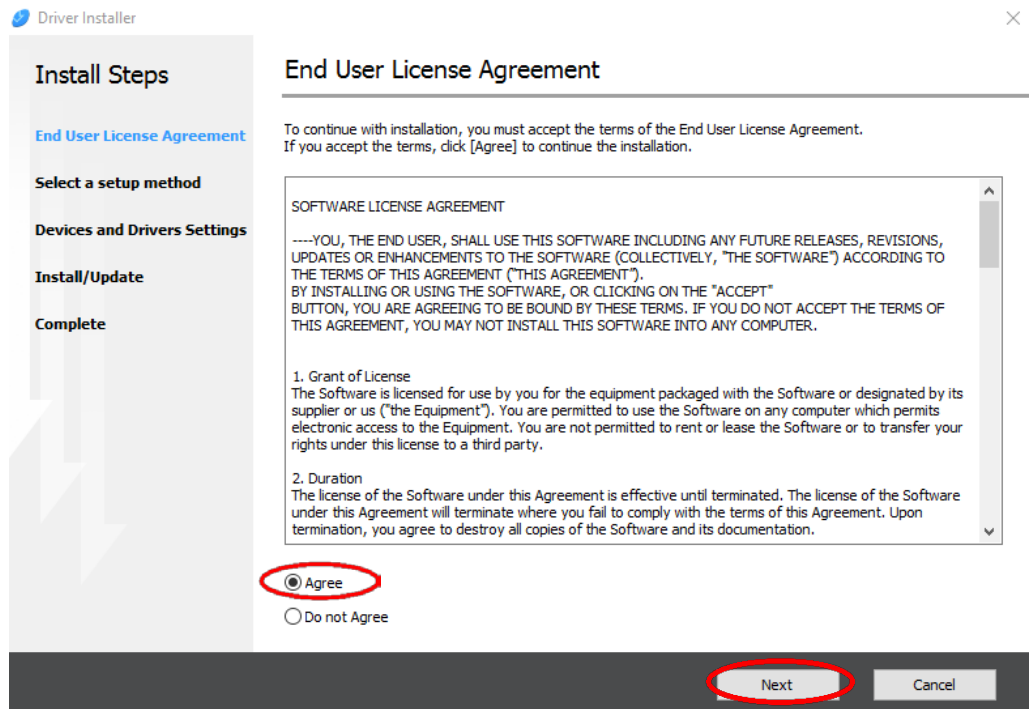 Driver Installer
Install Steps
End User License Agreement
Select a setup method
Devices and Drivers Settings
Install/Update
Complete
End User License Agreement
To continue with installation, you must accept the terms of the End User License Agreement.
If you accept the terms, click [Agree] to continue the installation.
SOFTWARE LICENSE AGREEMENT
----YOU, THE END USER, SHALL USE THIS SOFTWARE INCLUDING ANY FUTURE RELEASES, REVISIONS,
UPDATES OR ENHANCEMENTS TO THE SOFTWARE (COLLECTIVELY, "THE SOFTWARE") ACCORDING TO
THE TERMS OF THIS AGREEMENT ("THIS AGREEMENT").
BY INSTALLING OR USING THE SOFTWARE, OR CLICKING ON THE "ACCEPT"
BUTTON, YOU ARE AGREEING TO BE BOUND BY THESE TERMS. IF YOU DO NOT ACCEPT THE TERMS OF
THIS AGREEMENT, YOU MAY NOT INSTALL THIS SOFTWARE INTO ANY COMPUTER.
1. Grant of License
The Software is licensed for use by you for the equipment packaged with the Software or designated by its
supplier or us ("the Equipment"). You are permitted to use the Software on any computer which permits
electronic access to the Equipment. You are not permitted to rent or lease the Software or to transfer your
rights under this license to a third party.
2. Duration
The license of the Software under this Agreement is effective until terminated. The license of the Software
under this Agreement will terminate where you fail to comply with the terms of this Agreement. Upon
termination, you agree to destroy all copies of the Software and its documentation.
Agree
Do not Agree
Next
Cancel